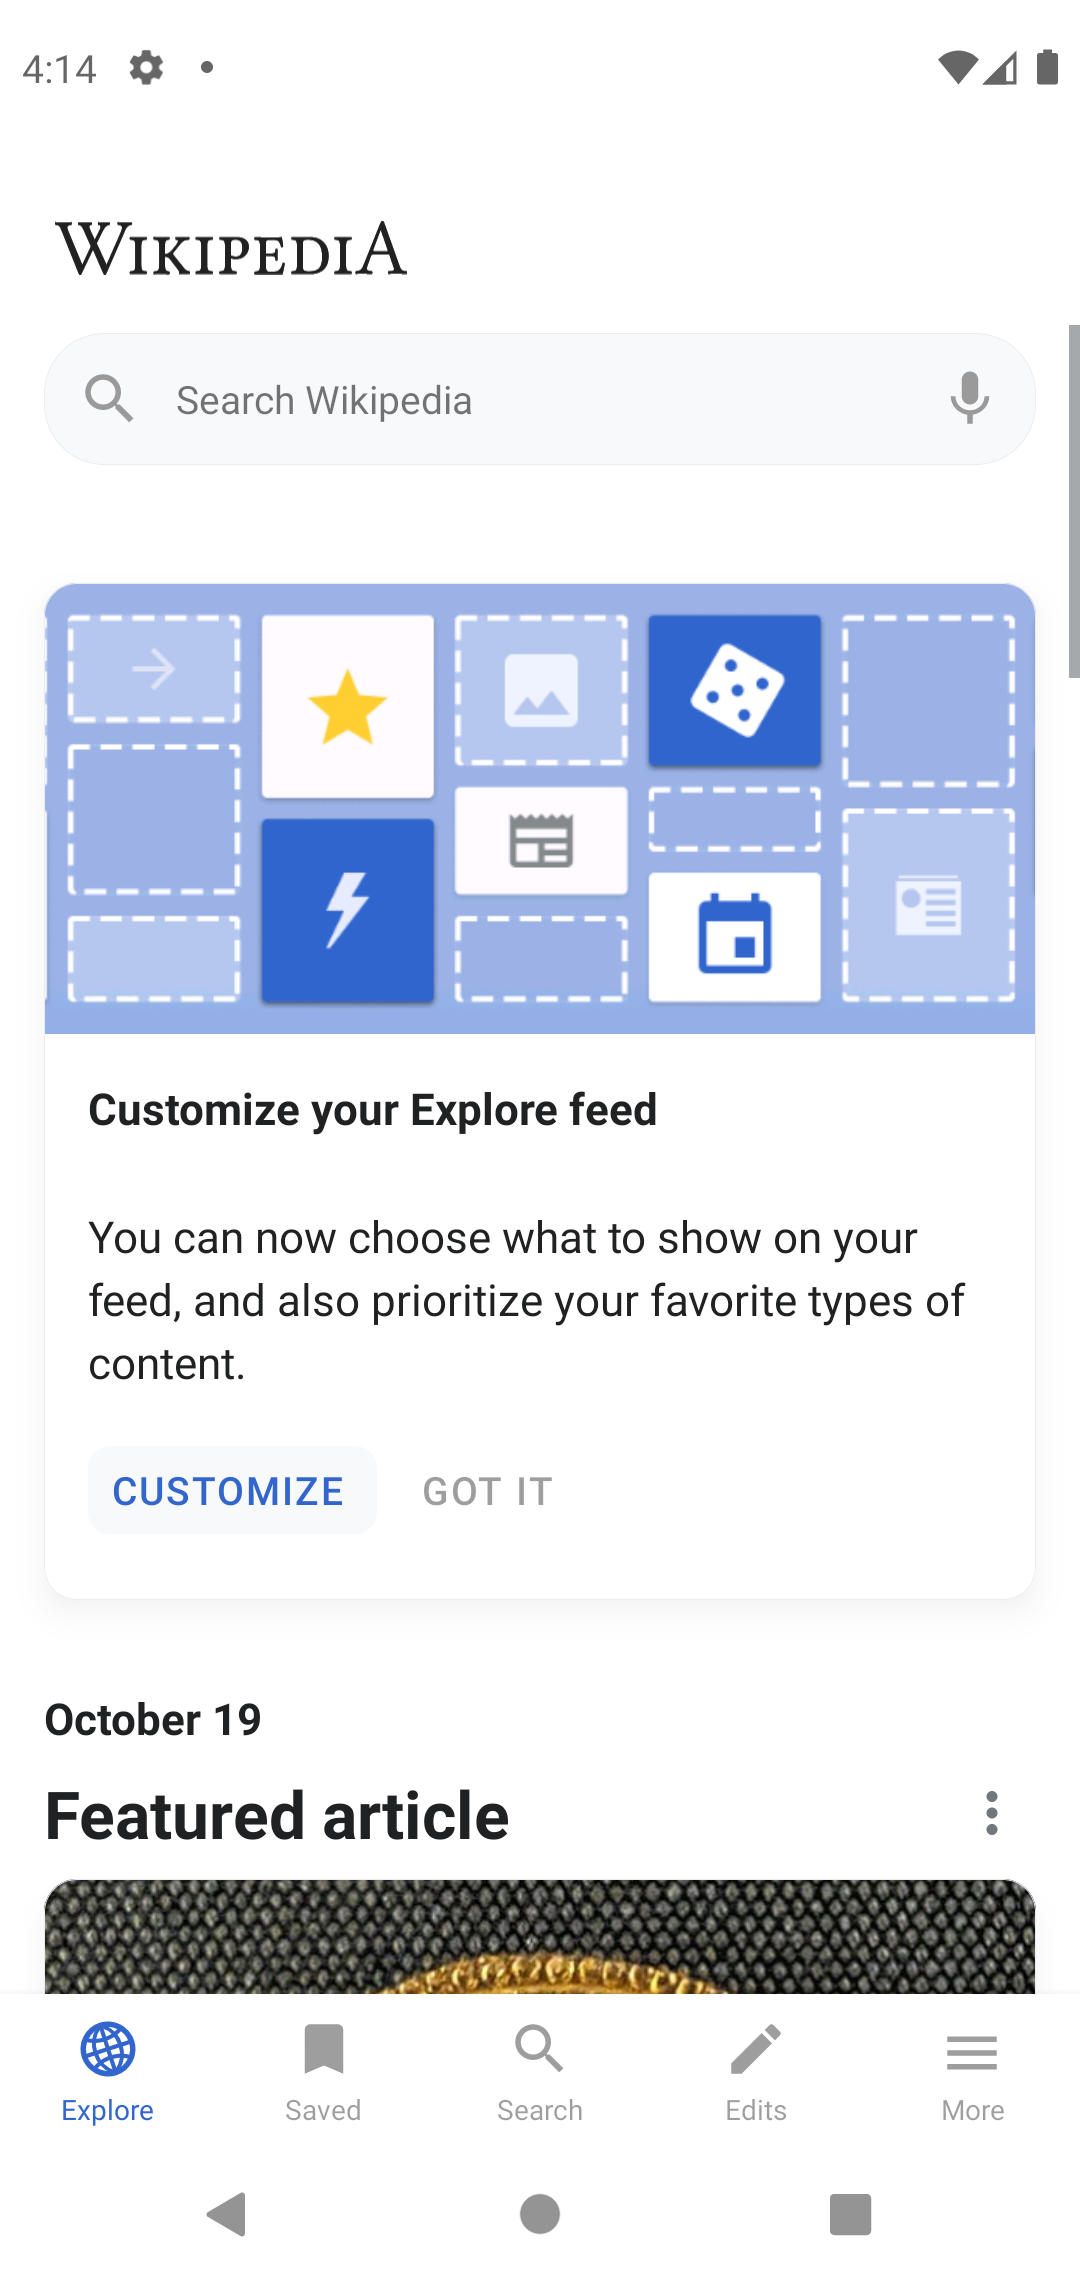 4:14
WIKIPEDIA
Search Wikipedia
Customize your Explore feed
You can now choose what to show on your
feed, and also prioritize your favorite types of
content.
CUSTOMIZE GOT IT
October 19
Featured article
Explore Saved Search Edits More